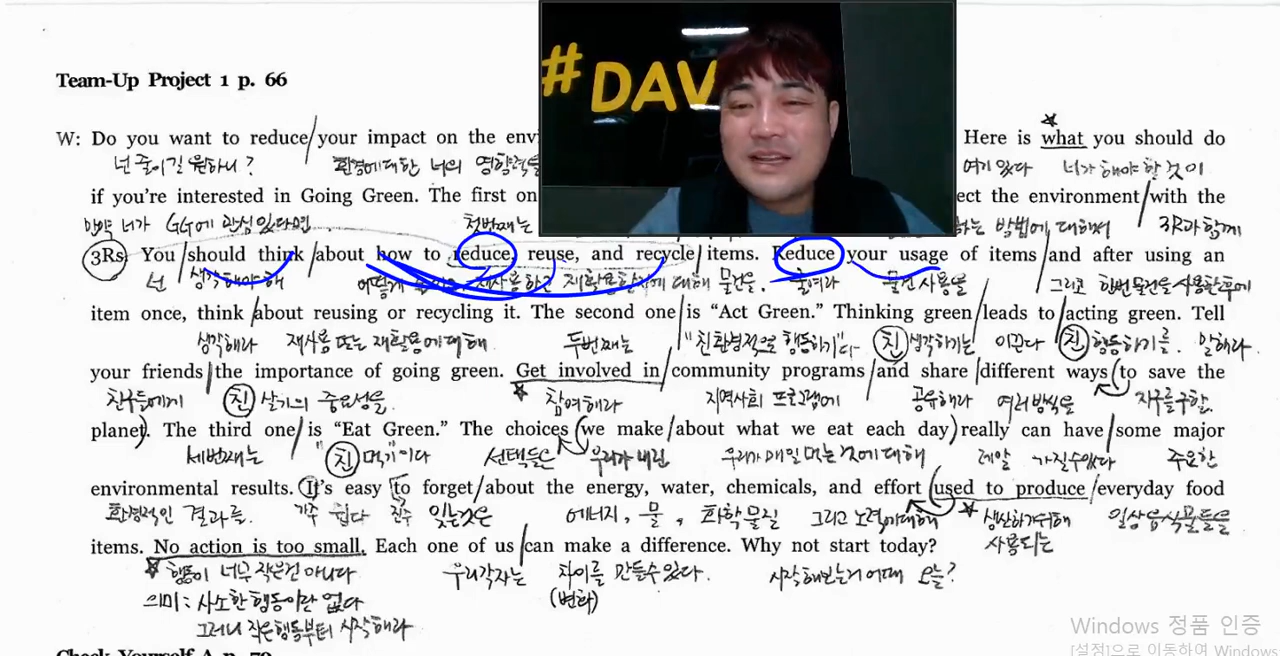 #DAV
Team-Up Project 1 p. 66
W: Do you want to reduce your impact on the envi Here is what you should do
넌 줄이길 원하니? 환경에 대한 너의 영향력을 여기 있다 너가 해야 할 것이
if you're interested in Going Green. The first on ect the environment with the
만약 너가 GG에 관심있다면 첫번째는 하는 방법에 대해서 3R과 함께
3Rs. You should think about how to reduce, reuse, and recycle items. Reduce your usage of items and after using an
넌 생각해야해 어떻게 재사용하고 재활용할지에 대해 물건을. 줄여라 물건 사용을 그리고 한번 물건을 사용한 후에
item once, think about reusing or recycling it. The second one is “Act Green.” Thinking green leads to acting green. Tell
생각해라 재사용 또는 재활용에 대해 두번째는 "친환경적으로 행동하기"다 친 생각하기는 이끈다 친 행동하기를. 말해라
your friends the importance of going green. Get involved in community programs and share different ways to save the
친구들에게 친 살기의 중요성을. 참여해라 지역사회 프로그램에 공유해라 여러방식을 지구를 구할.
planet. The third one is “Eat Green.” The choices we make about what we eat each day really can have some major
세번째는 "친 먹기"이다 선택들은 우리가 내린 우리가 매일 먹는 것에 대해 정말 가질수있다 주요한
environmental results. It's easy to forget about the energy, water, chemicals, and effort used to produce everyday food
환경적인 결과를. 가주 쉽다 진주 잊는것은 에너지, 물, 화학물질 그리고 노력에대해 생산하기위해 일상음식물들을
items. No action is too small. Each one of us can make a difference. Why not start today?
사용되는
행동이 너무 작은건 아니다 우리각자는 차이를 만들수있다. 시작해보는거 어때 오늘?
의미: 사소한 행동이란 없다 (변화)
그러니 작은행동부터 시작해라
Windows 정품 인증
[설정]으로 이동하여 Windows
Check Yourself A p. 70